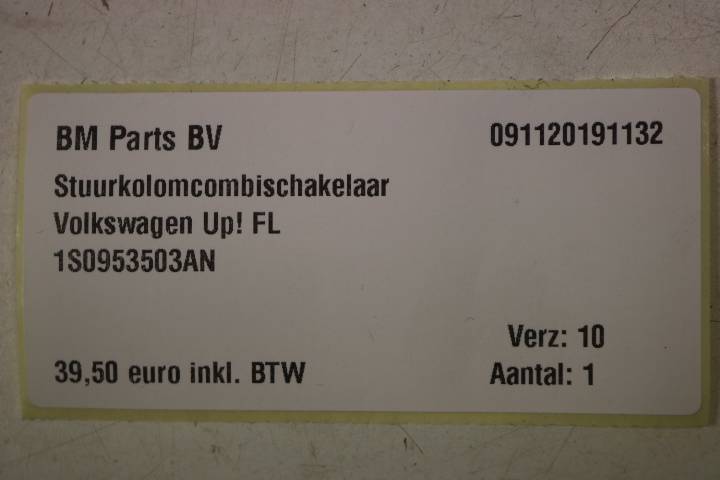 BM Parts BV 091120191132
Stuurkolomcombischakelaar
Volkswagen Up! FL
1S0953503AN
Verz: 10
39,50 euro inkl. BTW Aantal: 1